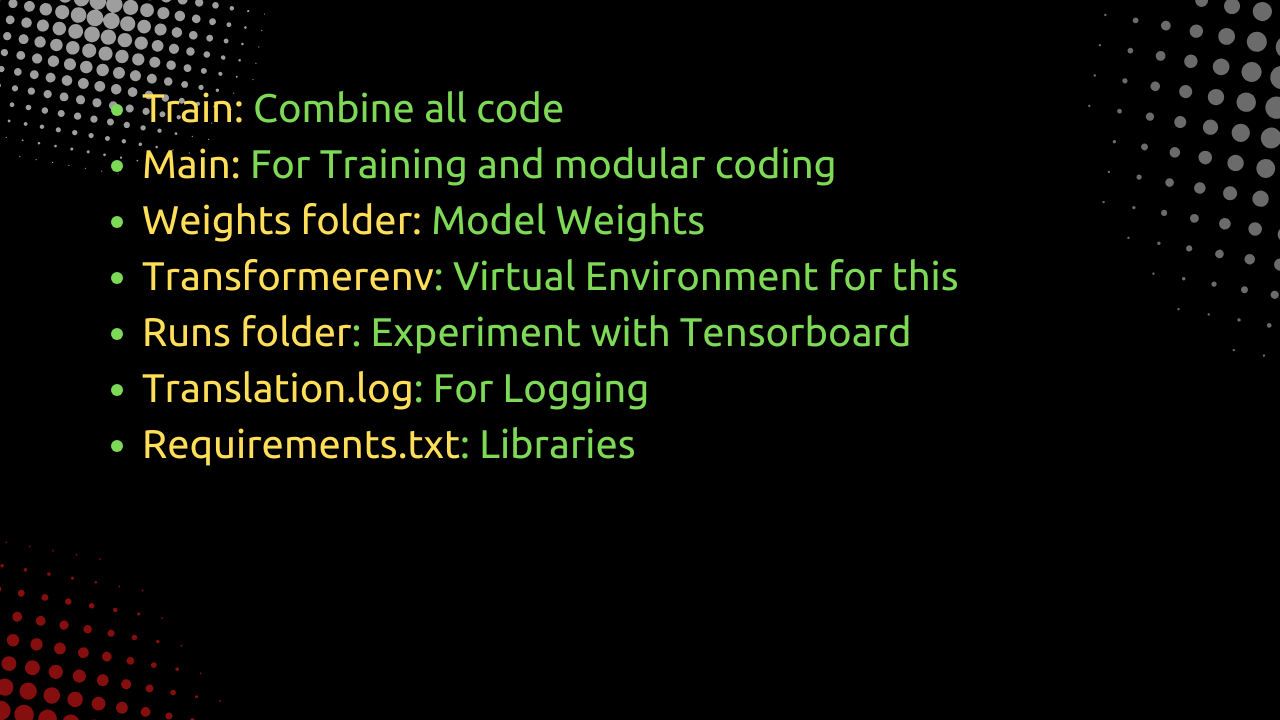 Train: Combine all code
Main: For Training and modular coding
Weights folder: Model Weights
Transformerenv: Virtual Environment for this
Runs folder: Experiment with Tensorboard
Translation.log: For Logging
Requirements.txt: Libraries